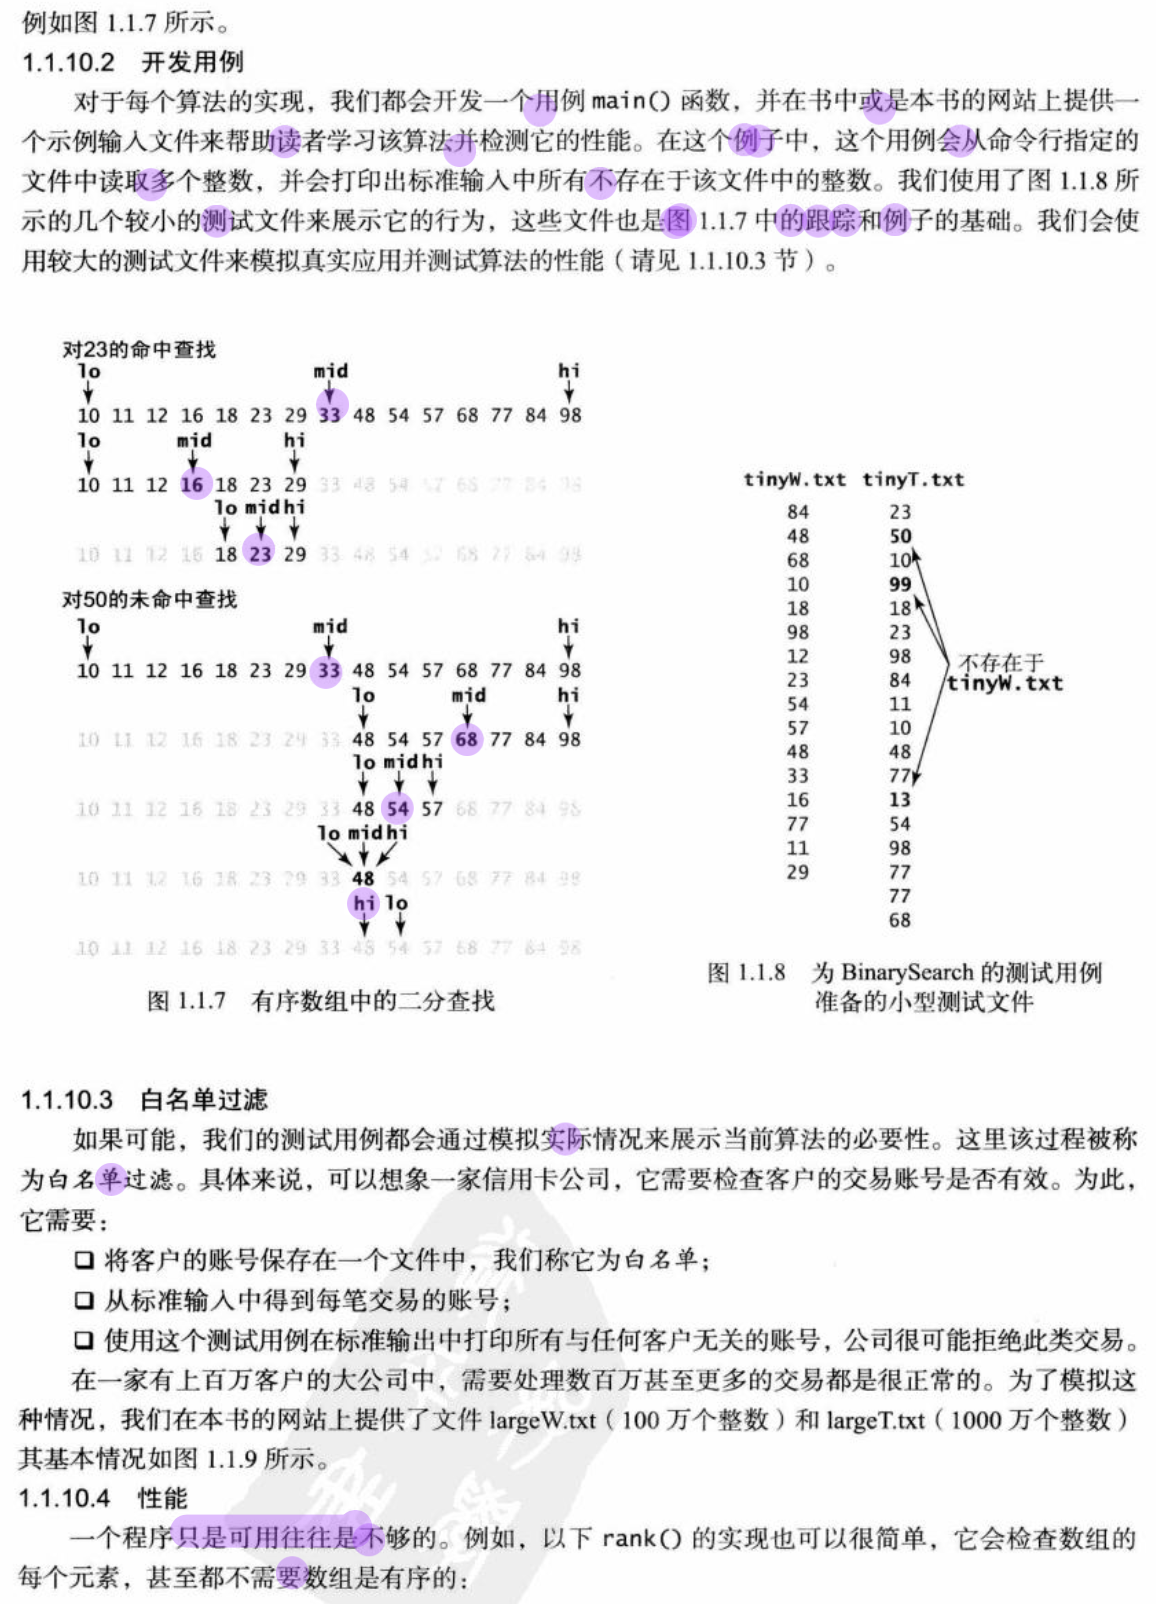 例如图 1.1.7 所示。
1.1.10.2 开发用例
对于每个算法的实现，我们都会开发一个用例 main() 函数，并在书中或是本书的网站上提供一
个示例输入文件来帮助读者学习该算法并检测它的性能。在这个例子中，这个用例会从命令行指定的
文件中读取多个整数，并会打印出标准输入中所有不存在于该文件中的整数。我们使用了图 1.1.8 所
示的几个较小的测试文件来展示它的行为，这些文件也是图 1.1.7 中的跟踪和例子的基础。我们会使
用较大的测试文件来模拟真实应用并测试算法的性能（请见 1.1.10.3 节）。
对23的命中查找
lo mid hi
10 11 12 16 18 23 29 33 48 54 57 68 77 84 98
lo mid hi
10 11 12 16 18 23 29 33 48 54 57 68 77 84 98
lo mid hi
10 11 12 16 18 23 29 33 48 54 57 68 77 84 98
对50的未命中查找
lo mid hi
10 11 12 16 18 23 29 33 48 54 57 68 77 84 98
lo mid hi
10 11 12 16 18 23 29 33 48 54 57 68 77 84 98
lo mid hi
10 11 12 16 18 23 29 33 48 54 57 68 77 84 98
lo mid hi
10 11 12 16 18 23 29 33 48 54 57 68 77 84 98
hi lo
10 11 12 16 18 23 29 33 48 54 57 68 77 84 98
图 1.1.7 有序数组中的二分查找
tinyW.txt tinyT.txt
84 23
48 50
68 10
10 99
18 18
98 23
12 98
23 84
54 11
57 10
48 48
33 77
16 13
77 54
11 98
29 77
77
68
不存在于
tinyW.txt
图 1.1.8 为 BinarySearch 的测试用例
准备的小型测试文件
1.1.10.3 白名单过滤
如果可能，我们的测试用例都会通过模拟实际情况来展示当前算法的必要性。这里该过程被称
为白名单过滤。具体来说，可以想象一家信用卡公司，它需要检查客户的交易账号是否有效。为此，
它需要：
❑ 将客户的账号保存在一个文件中，我们称它为白名单；
❑ 从标准输入中得到每笔交易的账号；
❑ 使用这个测试用例在标准输出中打印所有与任何客户无关的账号，公司很可能拒绝此类交易。
在一家有上百万客户的大公司中，需要处理数百万甚至更多的交易都是很正常的。为了模拟这
种情况，我们在本书的网站上提供了文件 largeW.txt（100 万个整数）和 largeT.txt（1000 万个整数）
其基本情况如图 1.1.9 所示。
1.1.10.4 性能
一个程序只是可用往往是不够的。例如，以下 rank() 的实现也可以很简单，它会检查数组的
每个元素，甚至都不需要数组是有序的：